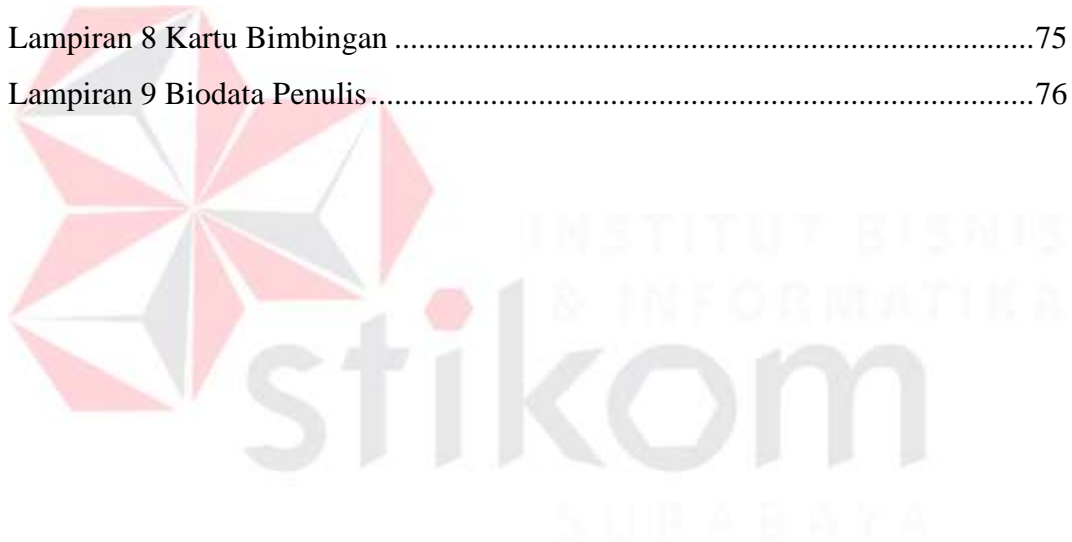 Lampiran 8 Kartu Bimbingan ................................................................................75
Lampiran 9 Biodata Penulis...................................................................................76
INSTITUT BISNIS
& INFORMATIKA
stikom
SURABAYA